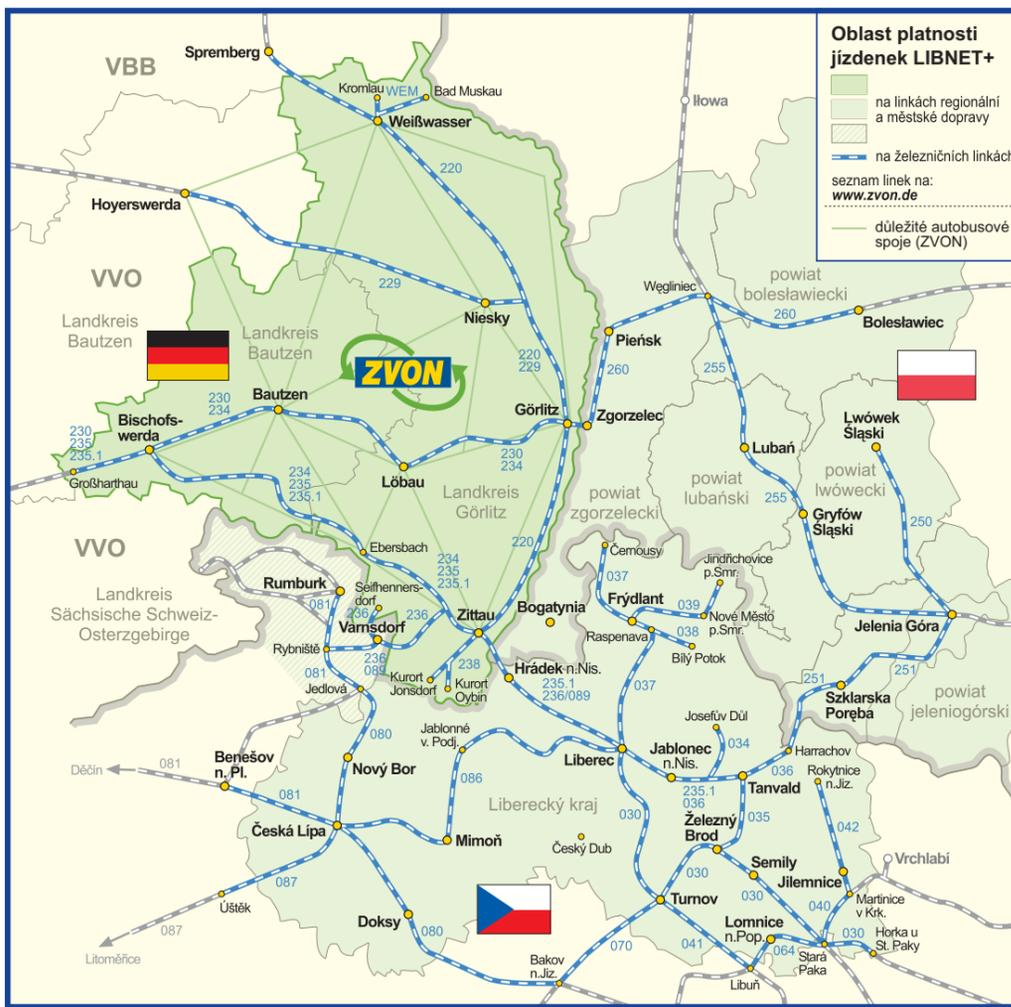 Oblast platnosti
jízdenek LIBNET+
na linkách regionální
a městské dopravy
na železničních linkách
seznam linek na:
www.zvon.de
důležité autobusové
spoje (ZVON)
VBB
Spremberg
Kromlau
WEM
Bad Muskau
Weißwasser
Iłowa
220
Hoyerswerda
VVO
Landkreis
Bautzen
229
Niesky
Landkreis
Bautzen
ZVON
220
229
Węgliniec
powiat
bolesławiecki
260
Bolesławiec
Pieńsk
260
255
Bautzen
230
234
Bischofs-
werda
230
235
235.1
Großharthau
Görlitz
Zgorzelec
230
234
Löbau
234
235
235.1
Landkreis
Görlitz
powiat
zgorzelecki
Lubań
powiat
lubański
255
Gryfów
Śląski
Lwówek
Śląski
powiat
lwówecki
250
VVO
Landkreis
Sächsische Schweiz-
Osterzgebirge
Ebersbach
234
235
235.1
220
Rumburk
081
Seifhenners-
dorf
236
Varnsdorf
236
Zittau
Rybniště
236
089
081
Jedlová
238
Kurort
Jonsdorf
Kurort
Oybin
Bogatynia
Hrádek n.Nis.
235.1
236/089
Černousy
037
Frýdlant
Jindřichovice
p.Smr.
039
Nové Město
p.Smr.
038
Raspenava
Bílý Potok
037
Jelenia Góra
251
251
Szklarska
Poręba
powiat
jeleniogórski
080
Jablonné
v. Podj.
Liberec
Josefův Důl
034
Jablonec
n.Nis.
Harrachov
036
Tanvald
Rokytnice
n.Jiz.
235.1
036
Děčín
081
Benešov
n. Pl.
Nový Bor
081
086
Liberecký kraj
030
Železný
Brod
035
042
Česká Lípa
Mimoň
Český Dub
030
Semily
Jilemnice
Vrchlabí
087
Úštěk
Turnov
030
040
Martinice
v Krk.
Doksy
Lomnice
n.Pop.
030
Horka u
St. Paky
087
Litoměřice
080
070
041
064
Stará
Paka
Bakov
n.Jiz.
Libuň